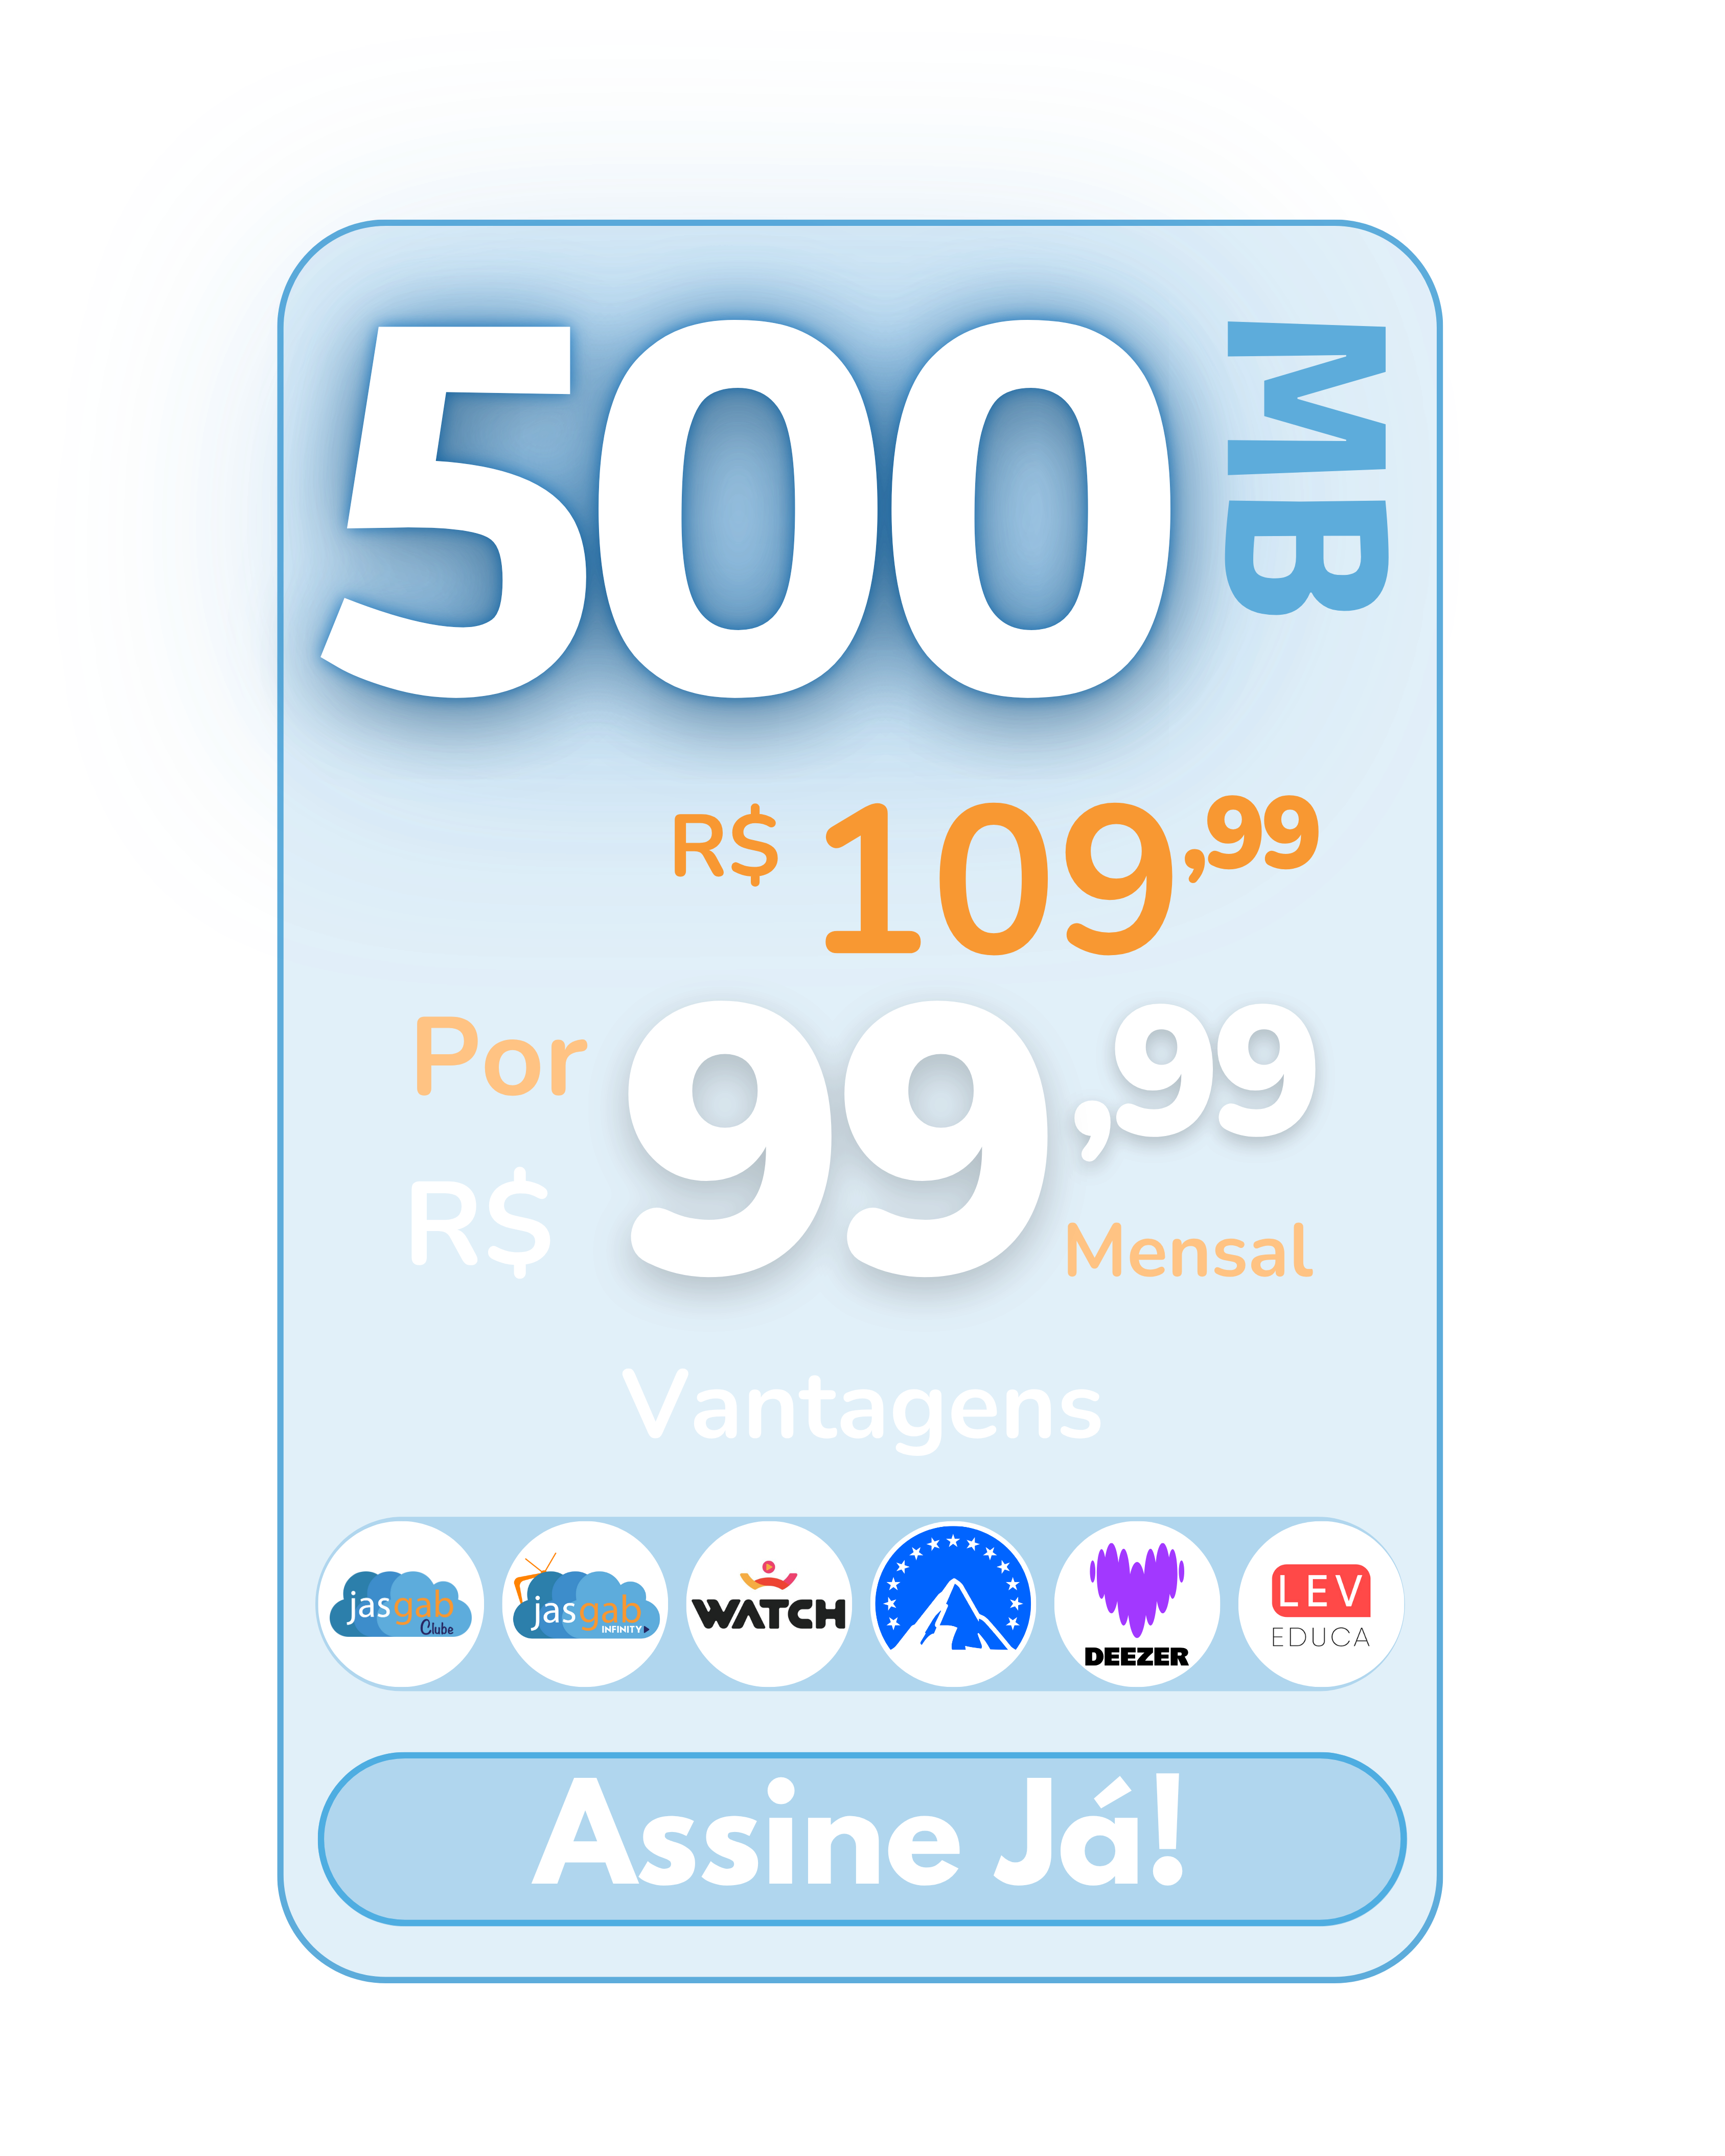 500 MB
R$ 109,99
Por
R$ 99,99
Mensal
Vantagens
jasgab Clube
jasgab INFINITY
WATCH
DEEZER
LEV EDUCA
Assine Já!